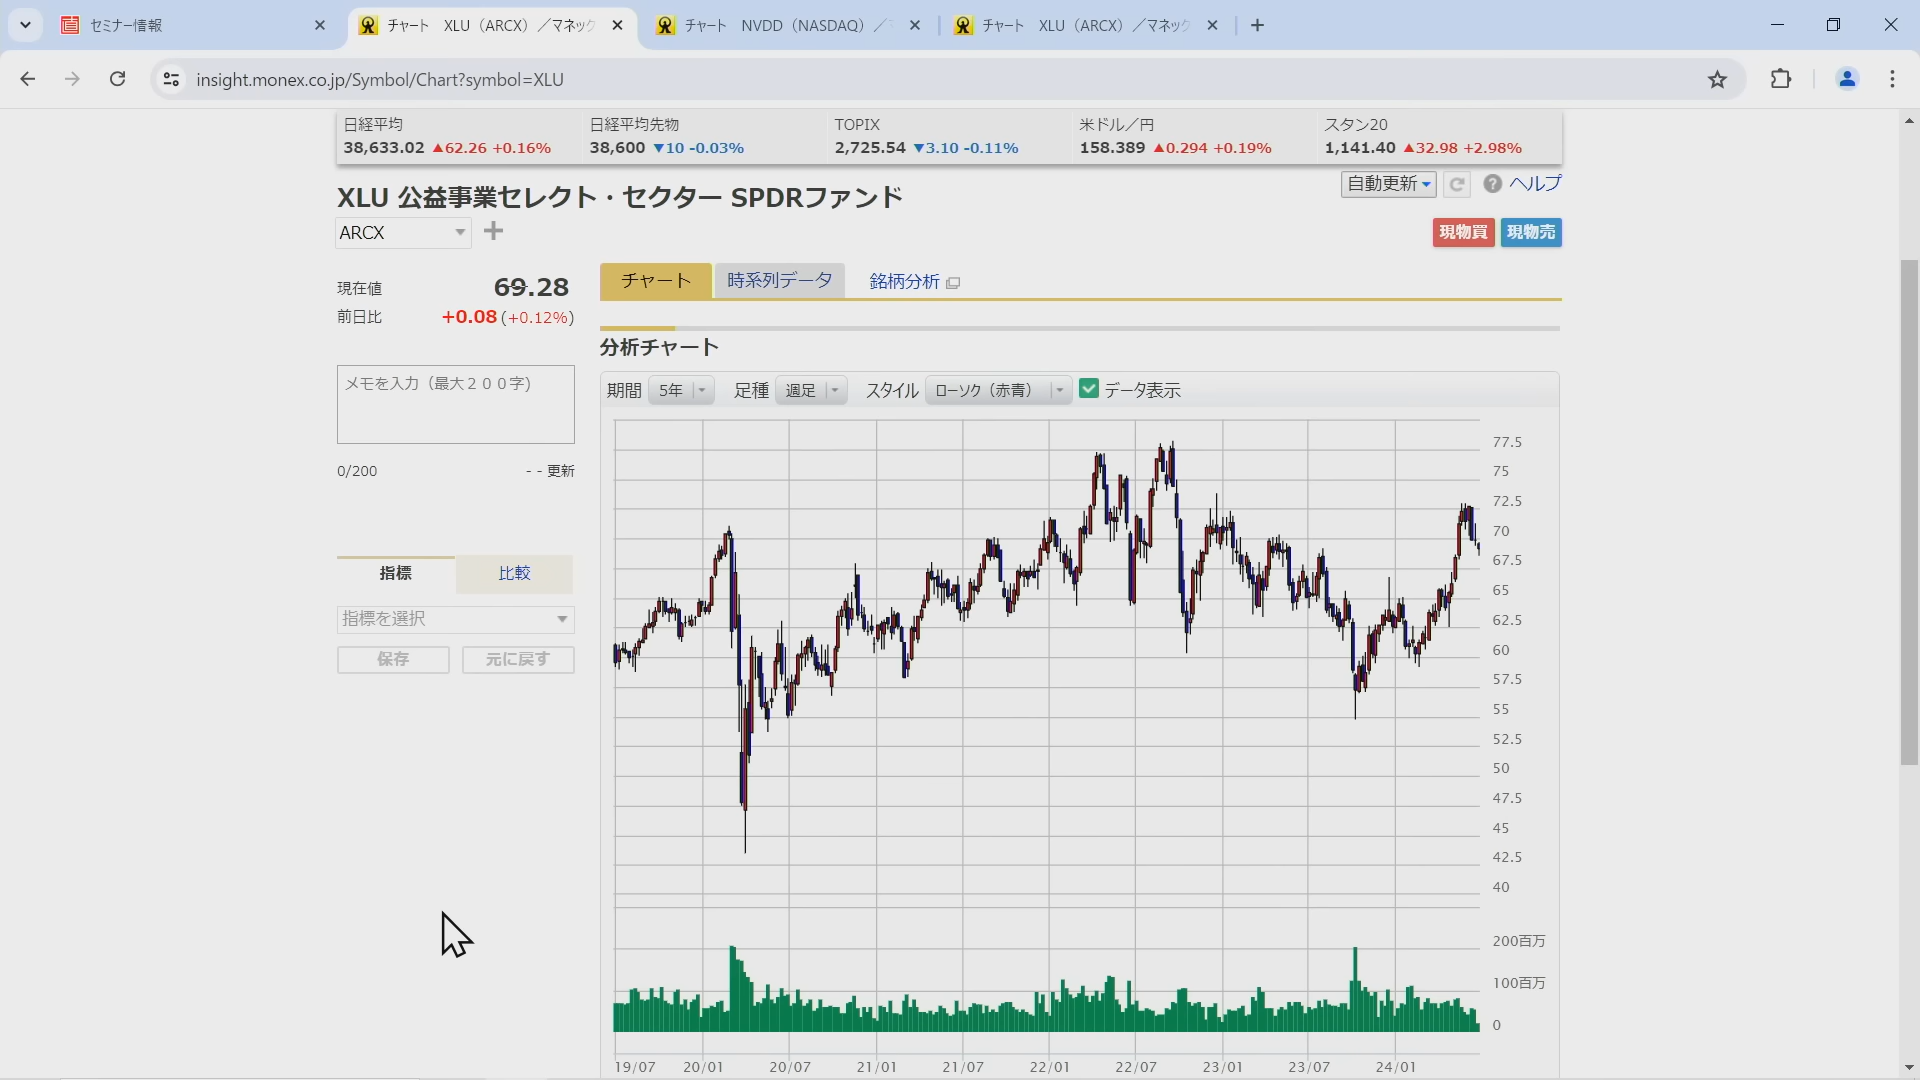 セミナー情報
チャート　XLU（ARCX）／マネック
チャート　NVDD（NASDAQ）／
チャート　XLU（ARCX）／マネック
insight.monex.co.jp/Symbol/Chart?symbol=XLU
日経平均
38,633.02 ▲62.26 +0.16%
日経平均先物
38,600 ▼10 -0.03%
TOPIX
2,725.54 ▼3.10 -0.11%
米ドル／円
158.389 ▲0.294 +0.19%
スタン20
1,141.40 ▲32.98 +2.98%
XLU 公益事業セレクト・セクター SPDRファンド
自動更新
ヘルプ
ARCX
現物買
現物売
現在値 69.28
前日比 +0.08 (+0.12%)
チャート
時系列データ
銘柄分析
分析チャート
メモを入力（最大２００字）
0/200
- - 更新
期間 5年 足種 週足 スタイル ローソク（赤青） データ表示
指標
比較
指標を選択
保存
元に戻す
77.5
75
72.5
70
67.5
65
62.5
60
57.5
55
52.5
50
47.5
45
42.5
40
200百万
100百万
0
19/07 20/01 20/07 21/01 21/07 22/01 22/07 23/01 23/07 24/01